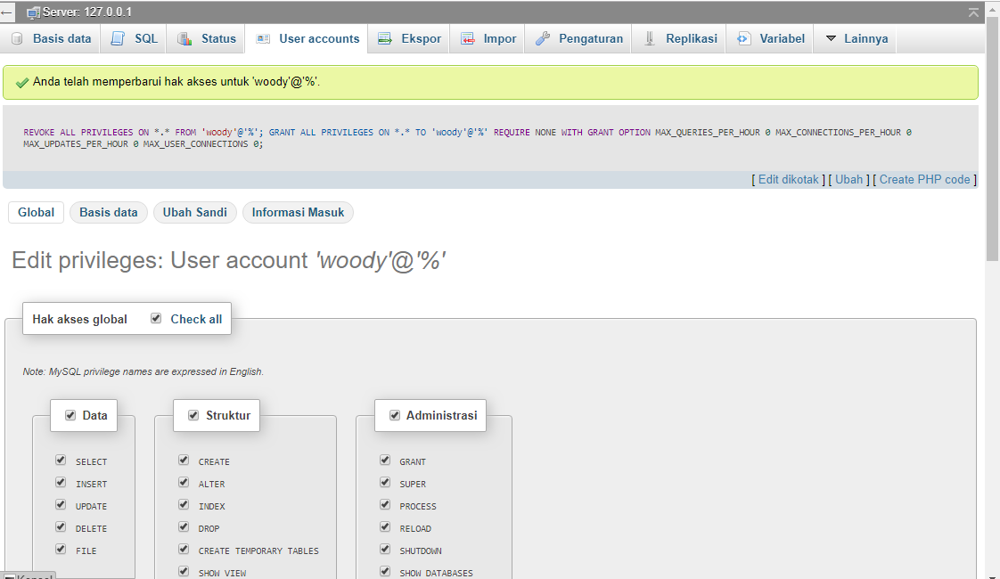 Server: 127.0.0.1
Basis data SQL Status User accounts Ekspor Impor Pengaturan Replikasi Variabel Lainnya
Anda telah memperbarui hak akses untuk 'woody'@'%'.
REVOKE ALL PRIVILEGES ON *.* FROM 'woody'@'%'; GRANT ALL PRIVILEGES ON *.* TO 'woody'@'%' REQUIRE NONE WITH GRANT OPTION MAX_QUERIES_PER_HOUR 0 MAX_CONNECTIONS_PER_HOUR 0
MAX_UPDATES_PER_HOUR 0 MAX_USER_CONNECTIONS 0;
[ Edit dikotak ] [ Ubah ] [ Create PHP code ]
Global Basis data Ubah Sandi Informasi Masuk
Edit privileges: User account 'woody'@'%'
Hak akses global Check all
Note: MySQL privilege names are expressed in English.
Data Struktur Administrasi
SELECT CREATE GRANT
INSERT ALTER SUPER
UPDATE INDEX PROCESS
DELETE DROP RELOAD
FILE CREATE TEMPORARY TABLES SHUTDOWN
SHOW VIEW SHOW DATABASES